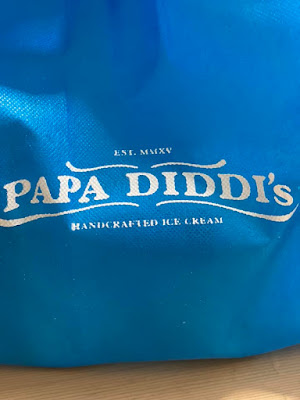 EST. MMXV
PAPA DIDDI's
HANDCRAFTED ICE CREAM